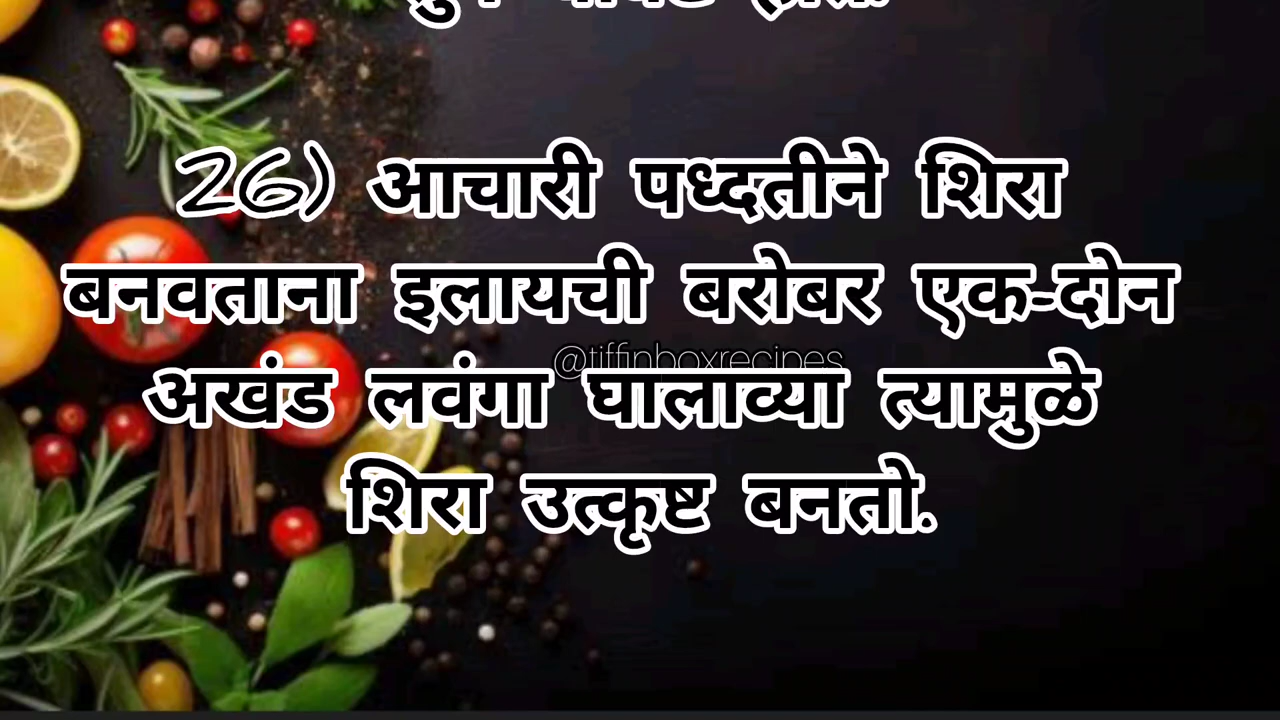 26) आचारी पध्दतीने शिरा
बनवताना इलायची बरोबर एक-दोन
@tiffinboxrecipes
अखंड लवंगा घालाव्या त्यामुळे
शिरा उत्कृष्ट बनतो.